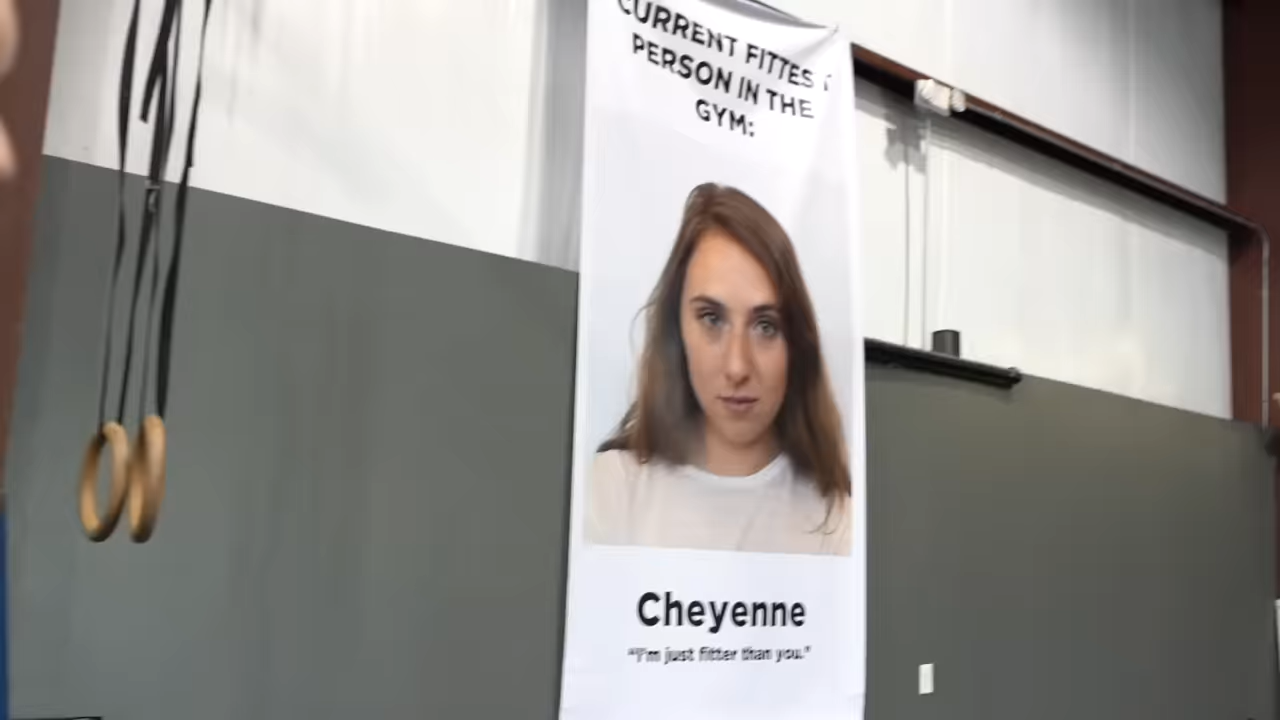 CURRENT FITTEST
PERSON IN THE
GYM:
Cheyenne
"I'm just fitter than you."